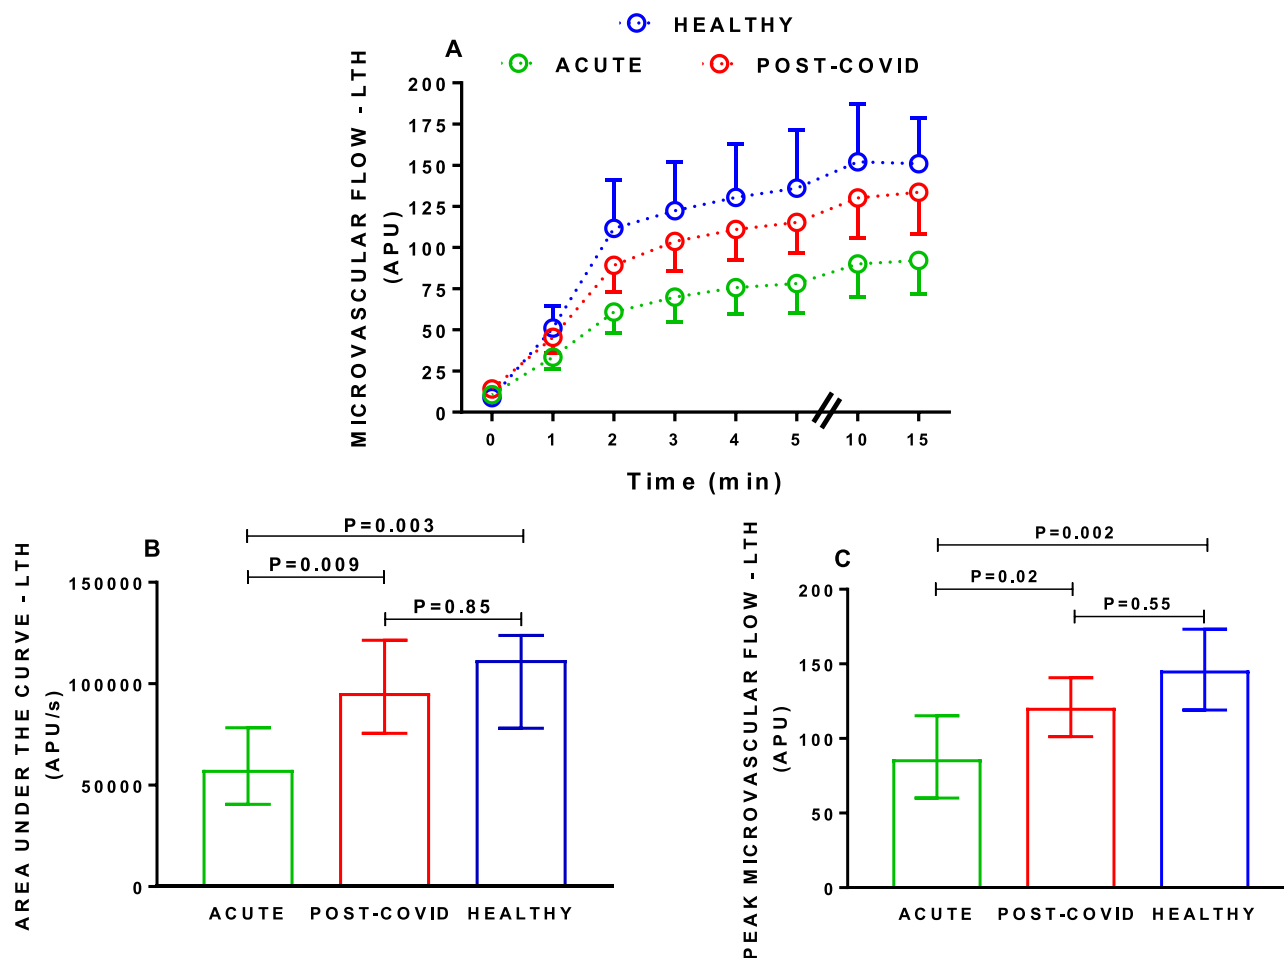 HEALTHY
A
ACUTE
POST-COVID
MICROVASCULAR FLOW - LTH
(APU)
200
175
150
125
100
75
50
25
0
0 1 2 3 4 5 10 15
Time (min)
B
P=0.003
P=0.009
P=0.85
AREA UNDER THE CURVE - LTH
(APU/s)
150000
100000
50000
0
ACUTE POST-COVID HEALTHY
C
P=0.002
P=0.02
P=0.55
PEAK MICROVASCULAR FLOW - LTH
(APU)
200
150
100
50
0
ACUTE POST-COVID HEALTHY